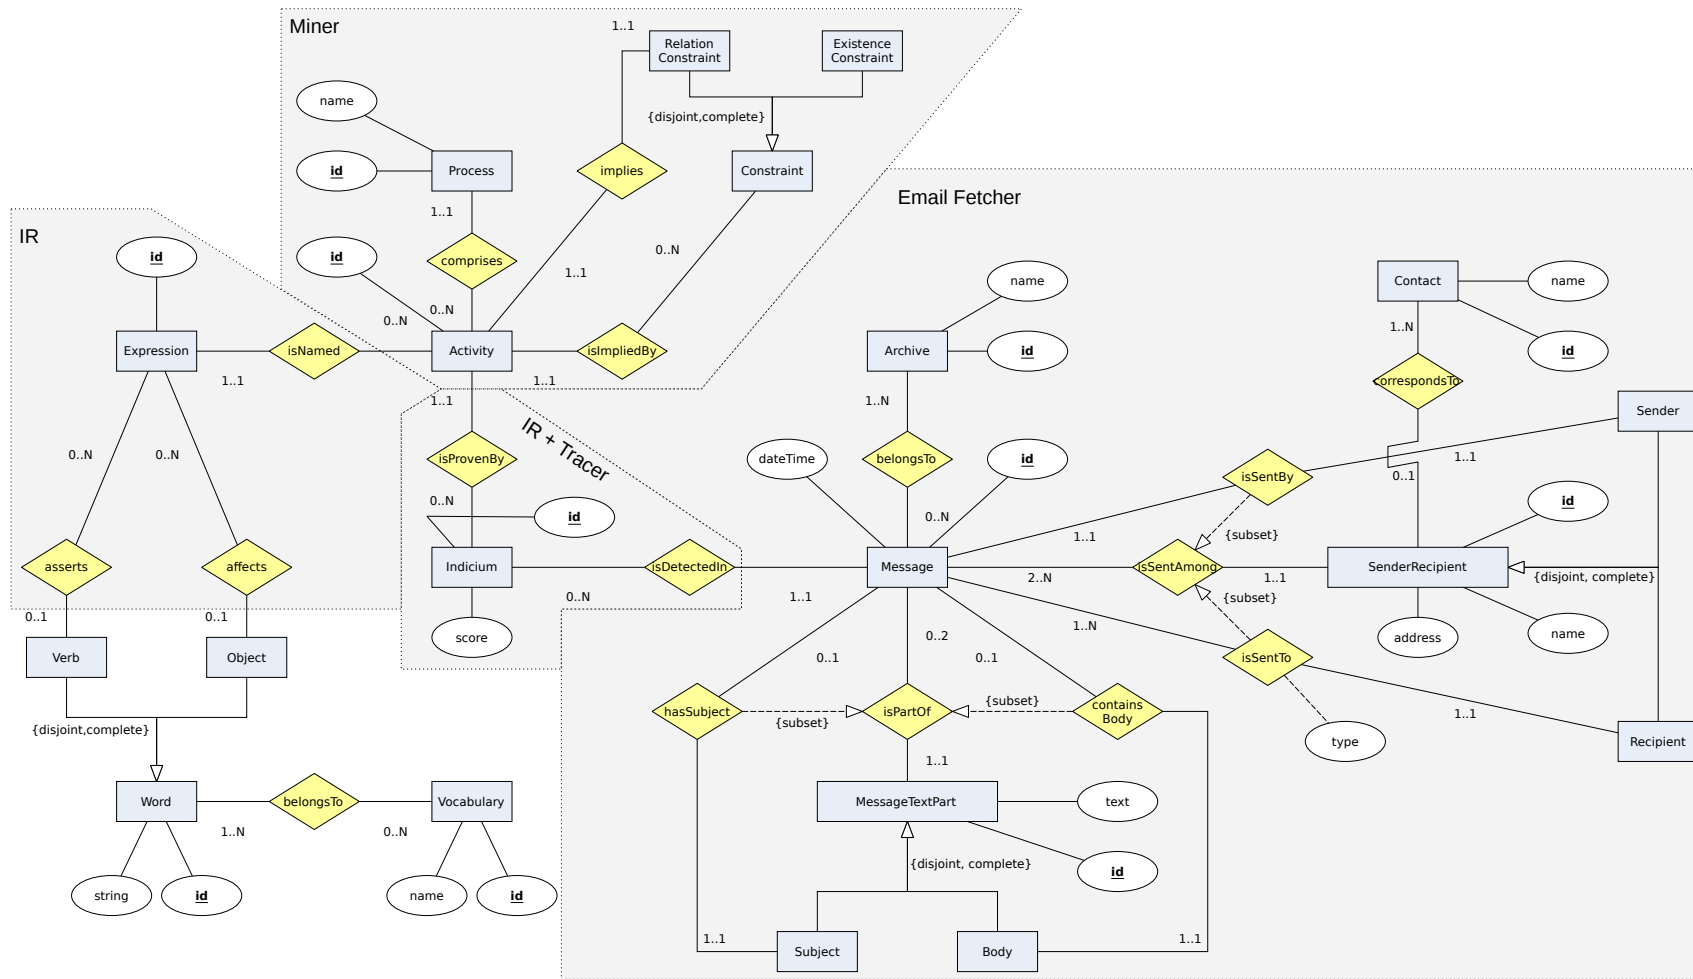 Miner
1..1
Relation
Constraint
Existence
Constraint
name
{disjoint,complete}
id
Process
implies
Constraint
1..1
Email Fetcher
IR
id
id
comprises
0..N
1..1
Contact
name
Archive
name
id
0..N
0..N
Expression
isNamed
Activity
isImpliedBy
1..N
id
1..1
1..1
correspondsTo
1..1
1..N
Sender
IR + Tracer
0..N
0..N
isProvenBy
dateTime
belongsTo
id
isSentBy
1..1
0..1
0..N
id
id
0..N
1..1
{subset}
asserts
affects
Indicium
isDetectedIn
Message
2..N
isSentAmong
1..1
SenderRecipient
{disjoint, complete}
0..N
1..1
{subset}
0..1
0..1
score
1..N
address
name
Verb
Object
0..1
0..2
0..1
isSentTo
hasSubject
{subset}
isPartOf
{subset}
contains
Body
1..1
{disjoint,complete}
type
Recipient
1..1
Word
belongsTo
Vocabulary
MessageTextPart
text
1..N
0..N
{disjoint, complete}
id
string
id
name
id
1..1
Subject
Body
1..1